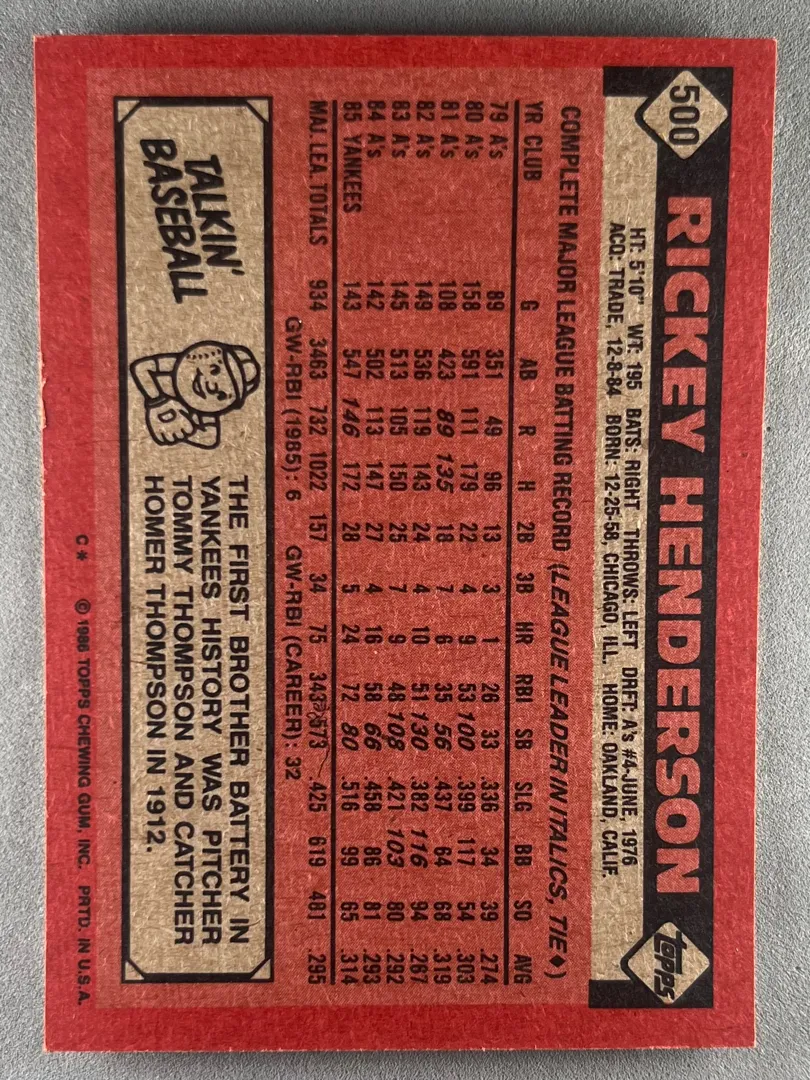 500 RICKEY HENDERSON topps
HT: 5'10" WT: 195 BATS: RIGHT THROWS: LEFT DRFT: A's #4-JUNE, 1976
ACQ: TRADE, 12-8-84 BORN: 12-25-58, CHICAGO, ILL. HOME: OAKLAND, CALIF.
COMPLETE MAJOR LEAGUE BATTING RECORD (LEAGUE LEADER IN ITALICS, TIE♦)
YR CLUB G AB R H 2B 3B HR RBI SB SLG BB SO AVG
79 A's 89 351 49 96 13 3 1 26 33 .336 34 39 .274
80 A's 158 591 111 179 22 4 9 53 100 .399 117 54 .303
81 A's 108 423 89 135 18 7 6 35 56 .437 64 68 .319
82 A's 149 536 119 143 24 4 10 51 130 .382 116 94 .267
83 A's 145 513 105 150 25 7 9 48 108 .421 103 80 .292
84 A's 142 502 113 147 27 4 16 58 66 .458 86 81 .293
85 YANKEES 143 547 146 172 28 5 24 72 80 .516 99 65 .314
MAJ. LEA. TOTALS 934 3463 732 1022 157 34 75 343 573 .425 619 481 .295
GW-RBI (1985): 6 GW-RBI (CAREER): 32
TALKIN'
BASEBALL
THE FIRST BROTHER BATTERY IN
YANKEES HISTORY WAS PITCHER
TOMMY THOMPSON AND CATCHER
HOMER THOMPSON IN 1912.
C* © 1986 TOPPS CHEWING GUM, INC. PRTD. IN U.S.A.